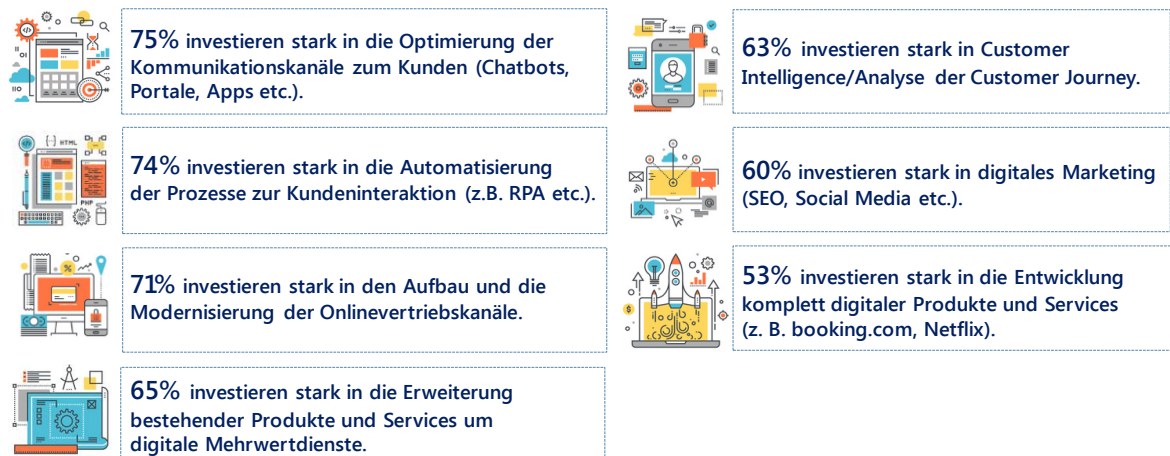 75% investieren stark in die Optimierung der
Kommunikationskanäle zum Kunden (Chatbots,
Portale, Apps etc.).
HTML
PHP
74% investieren stark in die Automatisierung
der Prozesse zur Kundeninteraktion (z.B. RPA etc.).
71% investieren stark in den Aufbau und die
Modernisierung der Onlinevertriebskanäle.
65% investieren stark in die Erweiterung
bestehender Produkte und Services um
digitale Mehrwertdienste.
63% investieren stark in Customer
Intelligence/Analyse der Customer Journey.
60% investieren stark in digitales Marketing
(SEO, Social Media etc.).
53% investieren stark in die Entwicklung
komplett digitaler Produkte und Services
(z. B. booking.com, Netflix).